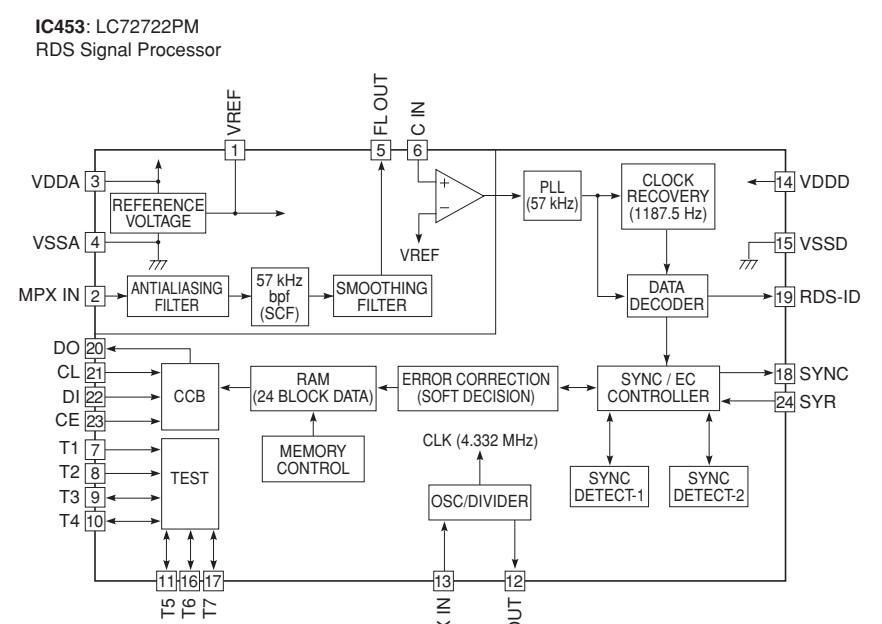 IC453: LC72722PM
RDS Signal Processor
VREF
FL OUT
C IN
1
5
6
VDDA 3
REFERENCE
VOLTAGE
VSSA 4
+
−
VREF
PLL
(57 kHz)
CLOCK
RECOVERY
(1187.5 Hz)
14 VDDD
15 VSSD
MPX IN 2
ANTIALIASING
FILTER
57 kHz
bpf
(SCF)
SMOOTHING
FILTER
DATA
DECODER
19 RDS-ID
DO 20
CL 21
DI 22
CE 23
CCB
RAM
(24 BLOCK DATA)
ERROR CORRECTION
(SOFT DECISION)
SYNC / EC
CONTROLLER
18 SYNC
24 SYR
MEMORY
CONTROL
CLK (4.332 MHz)
T1 7
T2 8
T3 9
T4 10
TEST
OSC/DIVIDER
SYNC
DETECT-1
SYNC
DETECT-2
11
16
17
13
12
T5
T6
T7
IN